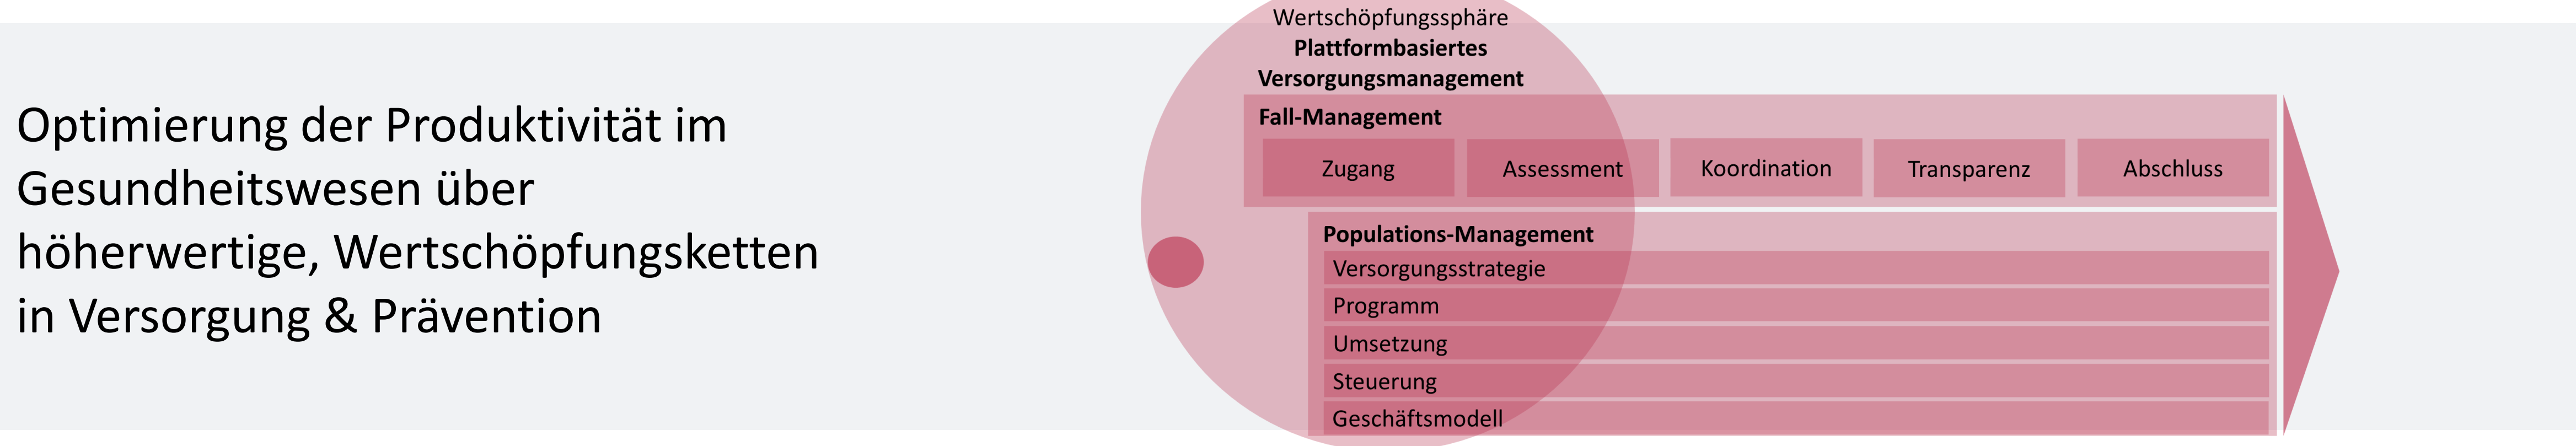 Optimierung der Produktivität im
Gesundheitswesen über
höherwertige, Wertschöpfungsketten
in Versorgung & Prävention
Wertschöpfungssphäre
Plattformbasiertes
Versorgungsmanagement
Fall-Management
Zugang
Assessment
Koordination
Transparenz
Abschluss
Populations-Management
Versorgungsstrategie
Programm
Umsetzung
Steuerung
Geschäftsmodell